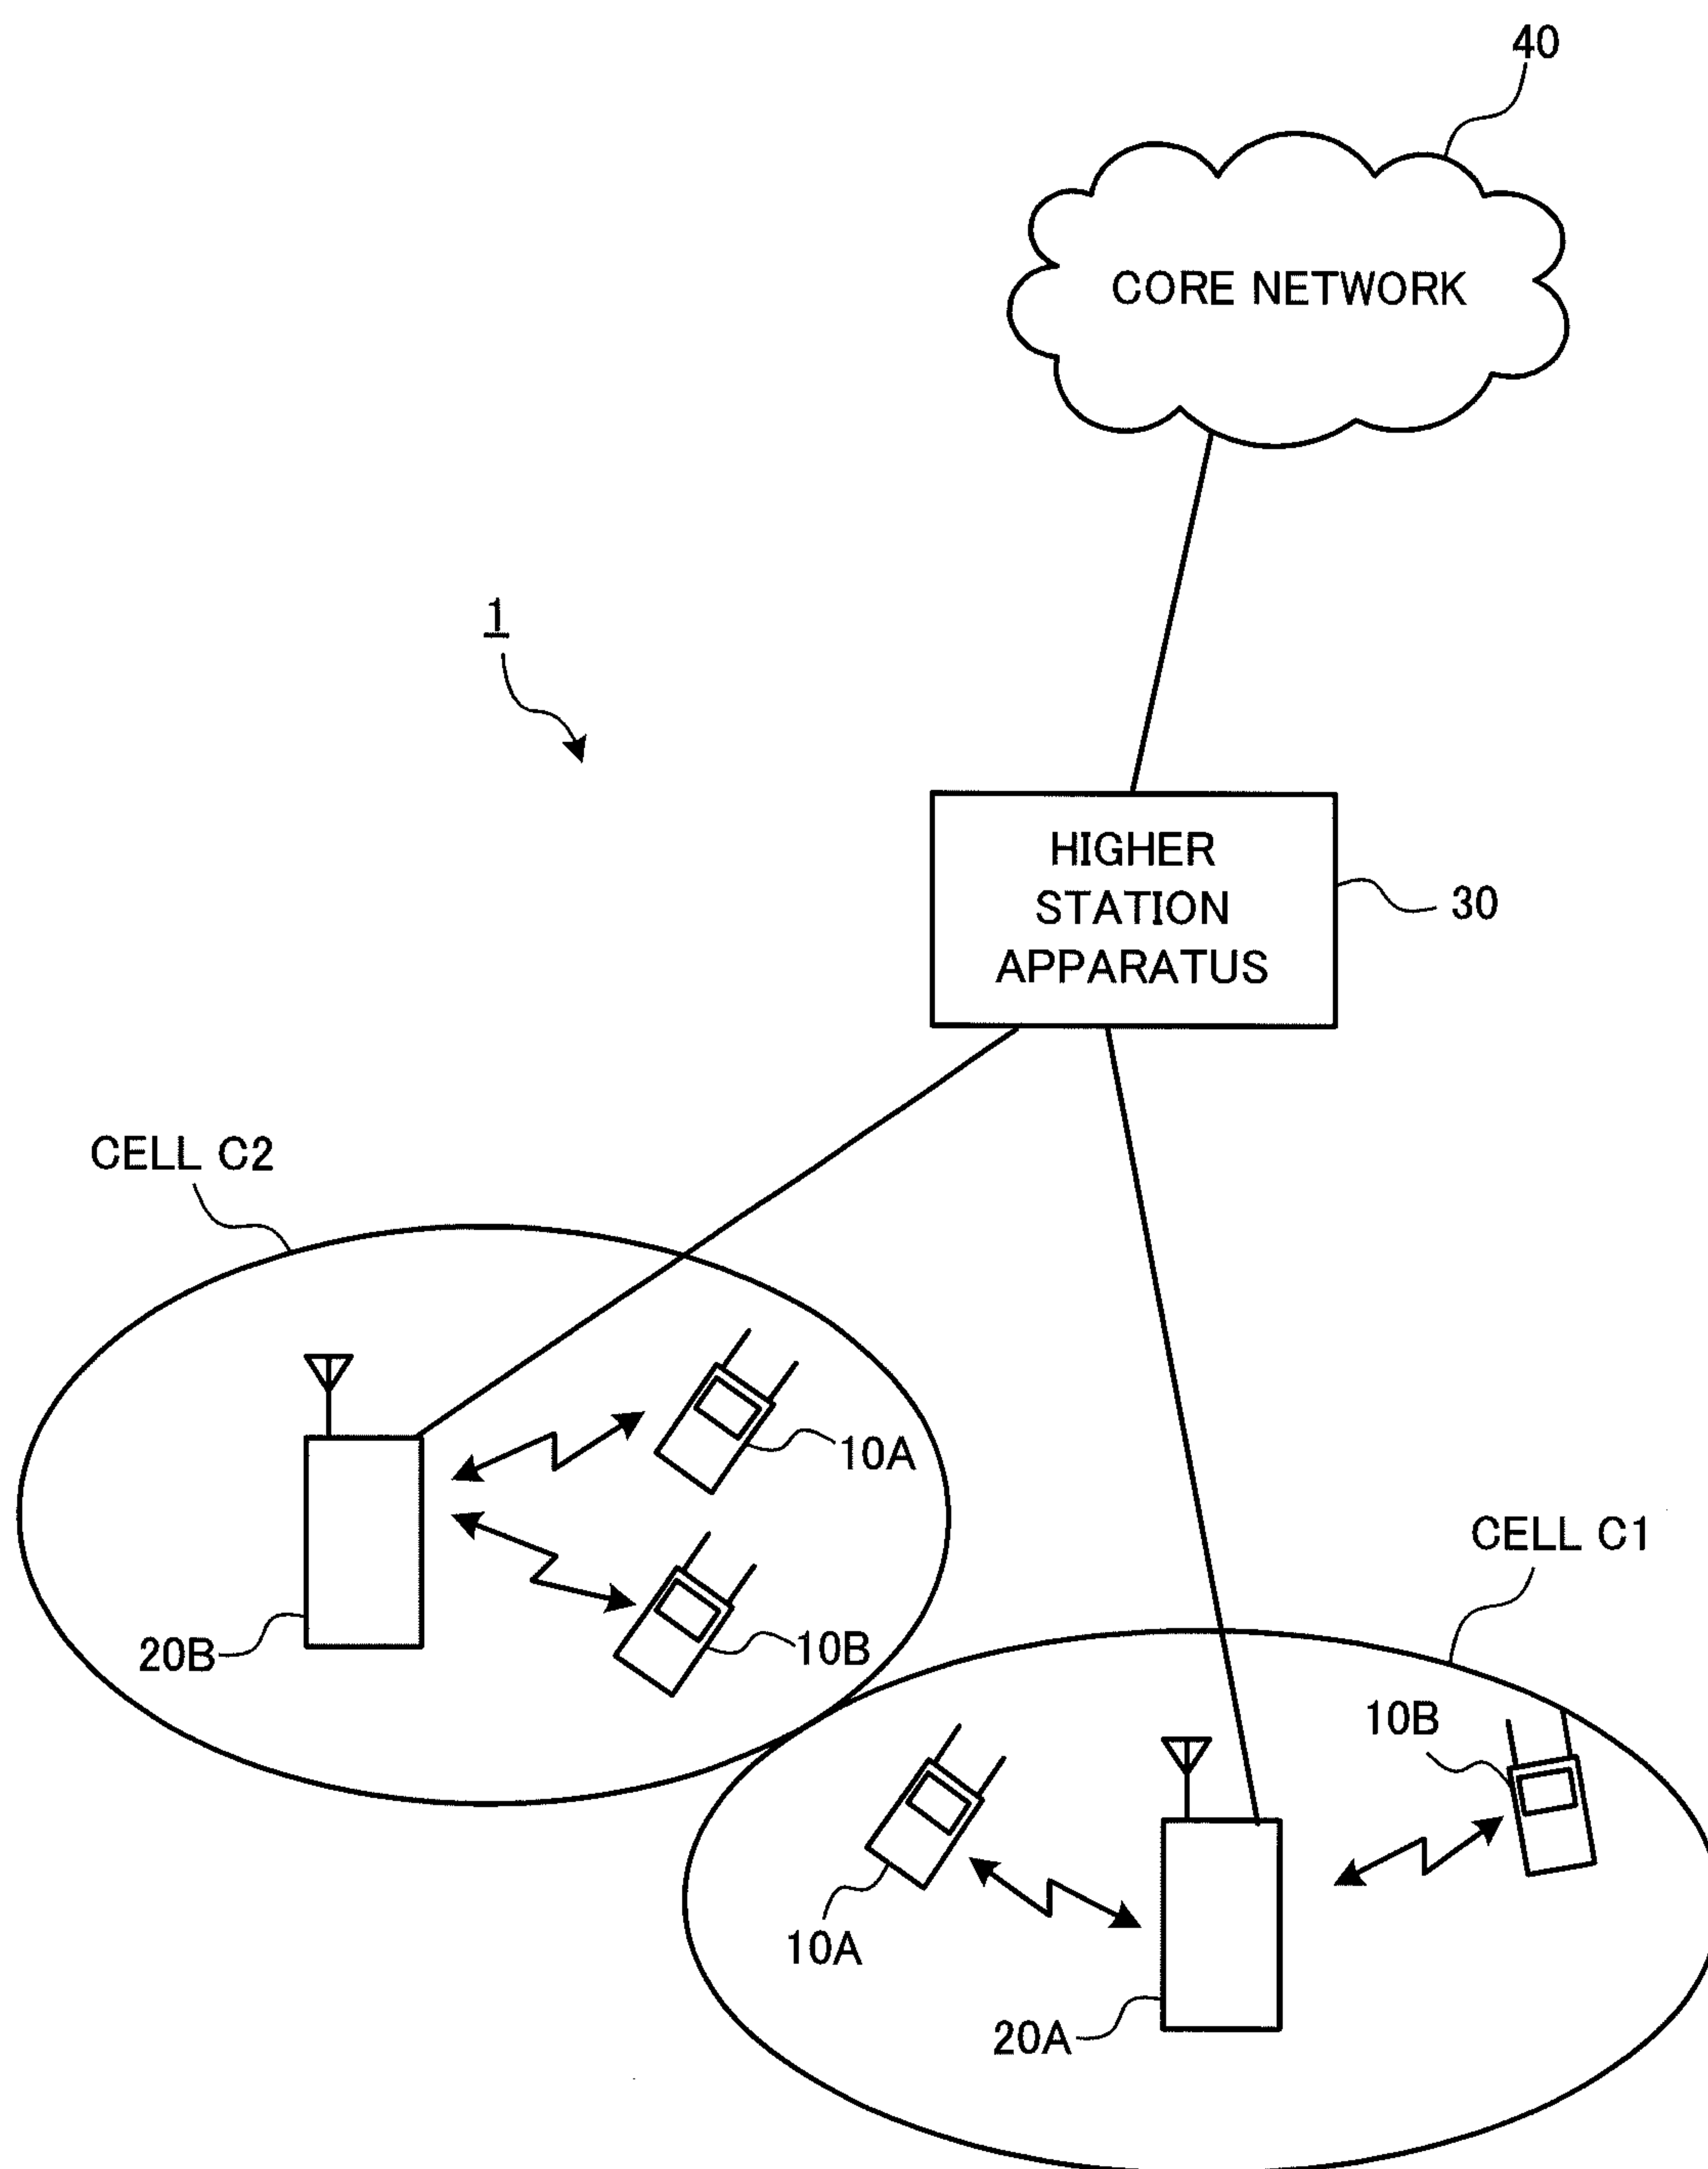 40
CORE NETWORK
1
HIGHER
STATION
APPARATUS
30
CELL C2
10A
CELL C1
20B
10B
10B
10A
20A